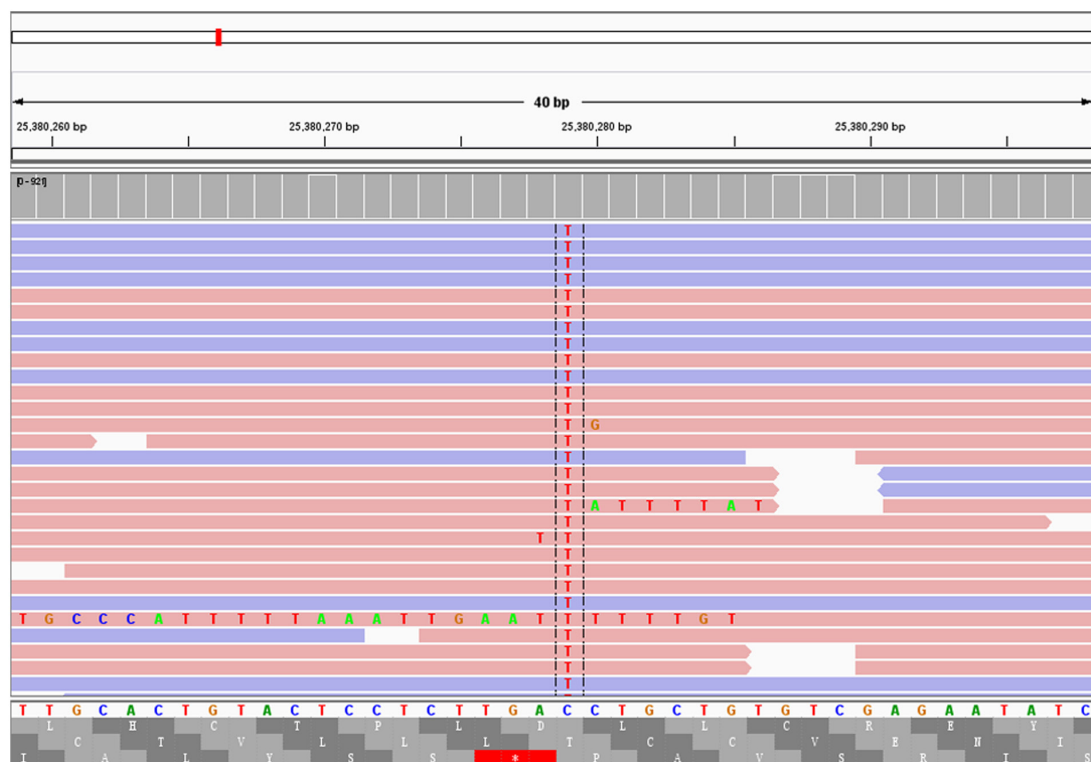 40 bp
25,380,260 bp 25,380,270 bp 25,380,280 bp 25,380,290 bp
[0 - 921]
T
T
T
T
T
T
T
T
T
T
T
T
T G
T
T
T
T
T A T T T T A T
T
T T
T
T
T
T
T G C C C A T T T T T A A A T T G A A T T T T T T G T
T
T
T
T
T T G C A C T G T A C T C C T C T T G A C C T G C T G T G T C G A G A A T A T C
L H C T P L D L L C R E Y
C T V L L L T C C V E N I
I A L Y S S * P A V S R I S